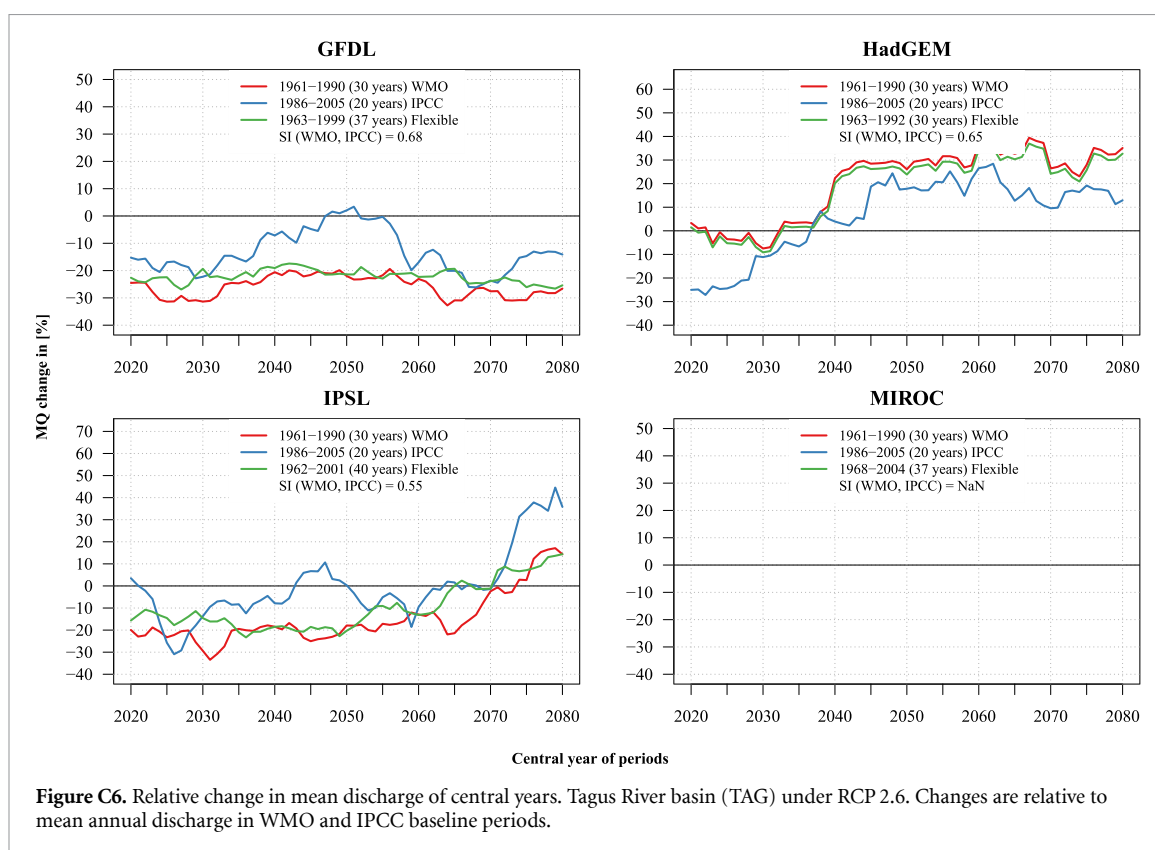 GFDL
50
40
30
20
10
0
−10
−20
−30
−40
1961−1990 (30 years) WMO
1986−2005 (20 years) IPCC
1963−1999 (37 years) Flexible
SI (WMO, IPCC) = 0.68
2020 2030 2040 2050 2060 2070 2080
HadGEM
60
50
40
30
20
10
0
−10
−20
−30
−40
1961−1990 (30 years) WMO
1986−2005 (20 years) IPCC
1963−1992 (30 years) Flexible
SI (WMO, IPCC) = 0.65
2020 2030 2040 2050 2060 2070 2080
MQ change in [%]
IPSL
70
60
50
40
30
20
10
0
−10
−20
−30
−40
1961−1990 (30 years) WMO
1986−2005 (20 years) IPCC
1962−2001 (40 years) Flexible
SI (WMO, IPCC) = 0.55
2020 2030 2040 2050 2060 2070 2080
MIROC
50
40
30
20
10
0
−10
−20
−30
−40
1961−1990 (30 years) WMO
1986−2005 (20 years) IPCC
1968−2004 (37 years) Flexible
SI (WMO, IPCC) = NaN
2020 2030 2040 2050 2060 2070 2080
Central year of periods
Figure C6. Relative change in mean discharge of central years. Tagus River basin (TAG) under RCP 2.6. Changes are relative to
mean annual discharge in WMO and IPCC baseline periods.